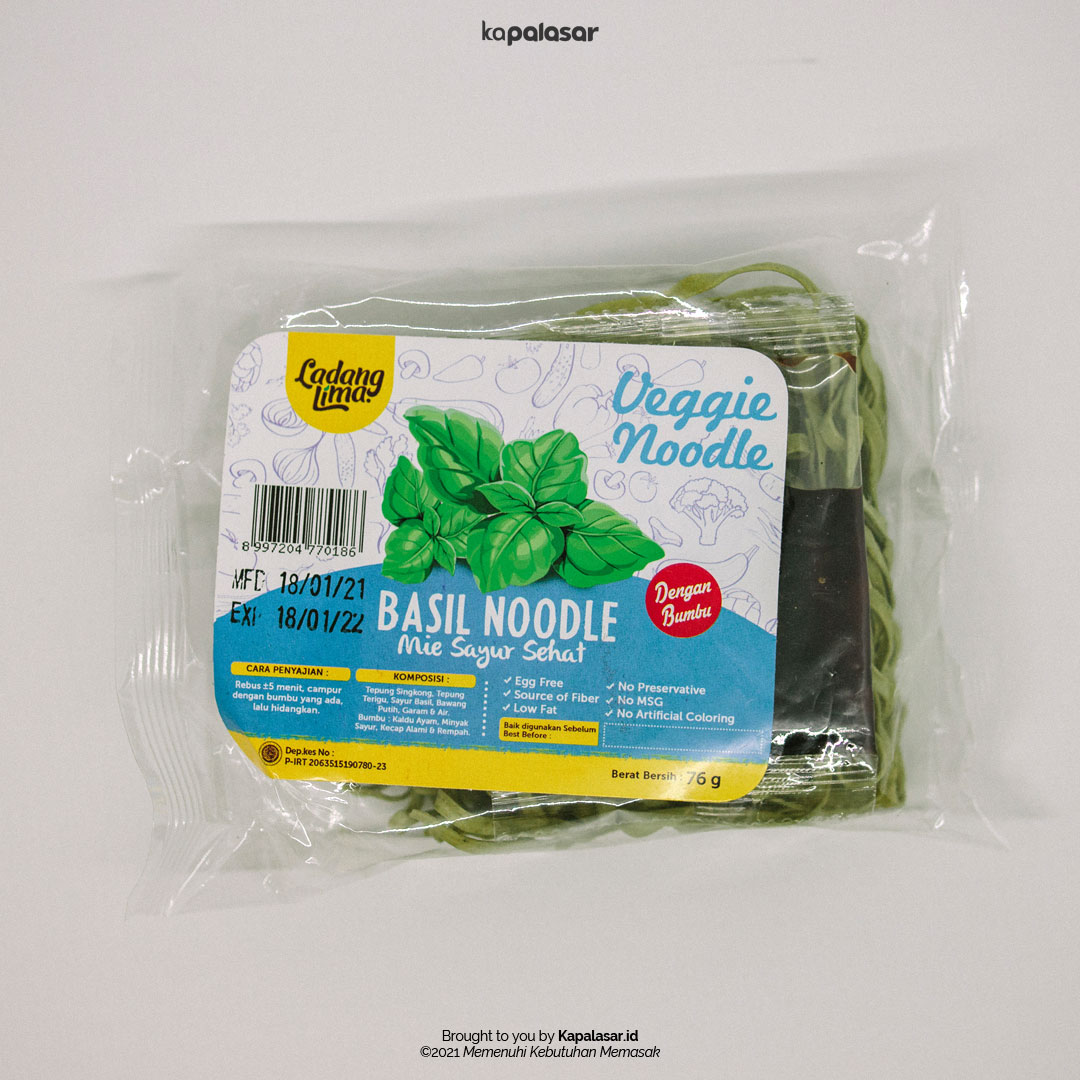 kapalasar
Ladang
Lima.
Veggie
Noodle
8 997204 770186
MFD 18/01/21
EXP 18/01/22
BASIL NOODLE
Mie Sayur Sehat
Dengan
Bumbu
CARA PENYAJIAN :
Rebus ±5 menit, campur
dengan bumbu yang ada,
lalu hidangkan.
KOMPOSISI :
Tepung Singkong, Tepung
Terigu, Sayur Basil, Bawang
Putih, Garam & Air.
Bumbu : Kaldu Ayam, Minyak
Sayur, Kecap Alami & Rempah.
✓ Egg Free
✓ Source of Fiber
✓ Low Fat
✓ No Preservative
✓ No MSG
✓ No Artificial Coloring
Baik digunakan Sebelum
Best Before :
Dep.kes No :
P-IRT 2063515190780-23
Berat Bersih : 76 g
Brought to you by Kapalasar.id
©2021 Memenuhi Kebutuhan Memasak